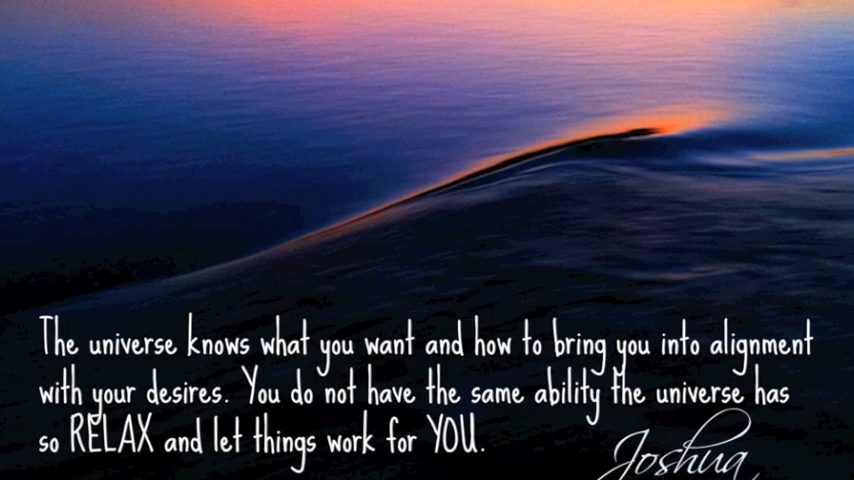 The universe knows what you want and how to bring you into alignment
with your desires. You do not have the same ability the universe has
so RELAX and let things work for YOU.
Joshua